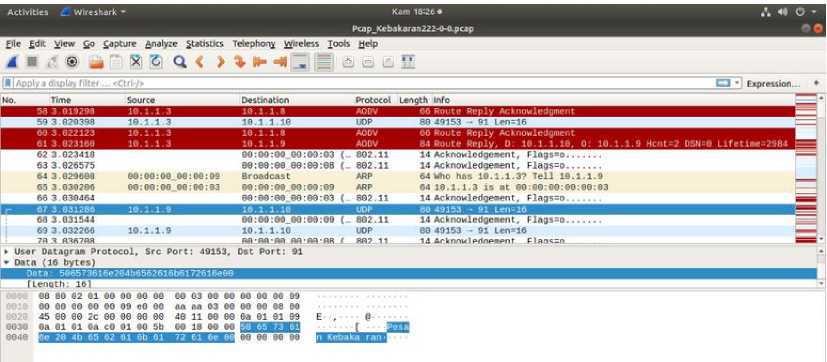 Activities Wireshark Kam 18:26
Pcap_Kebakaran222-0-0.pcap
File Edit View Go Capture Analyze Statistics Telephony Wireless Tools Help
Apply a display filter ... <Ctrl-/> Expression... +
No. Time Source Destination Protocol Length Info
58 3.019298 10.1.1.3 10.1.1.8 AODV 66 Route Reply Acknowledgment
59 3.020398 10.1.1.3 10.1.1.10 UDP 80 49153 → 91 Len=16
60 3.022123 10.1.1.3 10.1.1.8 AODV 66 Route Reply Acknowledgment
61 3.023160 10.1.1.3 10.1.1.9 AODV 84 Route Reply, D: 10.1.1.10, O: 10.1.1.9 Hcnt=2 DSN=0 Lifetime=2984
62 3.023418 00:00:00_00:00:03 (… 802.11 14 Acknowledgement, Flags=o.......
63 3.026575 00:00:00_00:00:08 (… 802.11 14 Acknowledgement, Flags=o.......
64 3.029608 00:00:00_00:00:09 Broadcast ARP 64 Who has 10.1.1.3? Tell 10.1.1.9
65 3.030206 00:00:00_00:00:03 00:00:00_00:00:09 ARP 64 10.1.1.3 is at 00:00:00:00:00:03
66 3.030464 00:00:00_00:00:03 (… 802.11 14 Acknowledgement, Flags=o.......
67 3.031286 10.1.1.9 10.1.1.10 UDP 80 49153 → 91 Len=16
68 3.031544 00:00:00_00:00:09 (… 802.11 14 Acknowledgement, Flags=o.......
69 3.032266 10.1.1.9 10.1.1.10 UDP 80 49153 → 91 Len=16
70 3.036708 00:00:00_00:00:08 (… 802.11 14 Acknowledgement, Flags=o.......
User Datagram Protocol, Src Port: 49153, Dst Port: 91
Data (16 bytes)
Data: 506573616e204b6562616b6172616e00
[Length: 16]
0000 08 80 02 01 00 00 00 00 00 03 00 00 00 00 00 09
0010 00 00 00 00 00 09 e0 00 aa aa 03 00 00 00 08 00
0020 45 00 00 2c 00 00 00 00 40 11 00 00 0a 01 01 09 E··,···· @·······
0030 0a 01 01 0a c0 01 00 5b 00 18 00 00 50 65 73 61 ·······[ ····Pesa
0040 6e 20 4b 65 62 61 6b 61 72 61 6e 00 00 00 00 00 n Kebaka ran·····